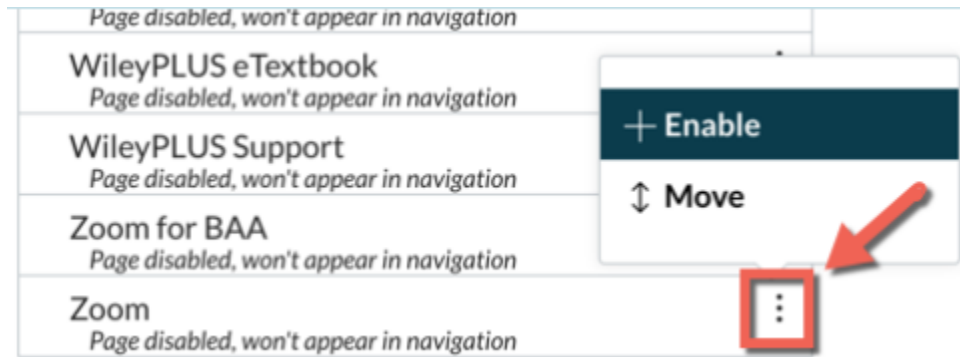 Page disabled, won't appear in navigation
WileyPLUS eTextbook
Page disabled, won't appear in navigation
WileyPLUS Support
Page disabled, won't appear in navigation
Zoom for BAA
Page disabled, won't appear in navigation
Zoom
Page disabled, won't appear in navigation
Enable
Move